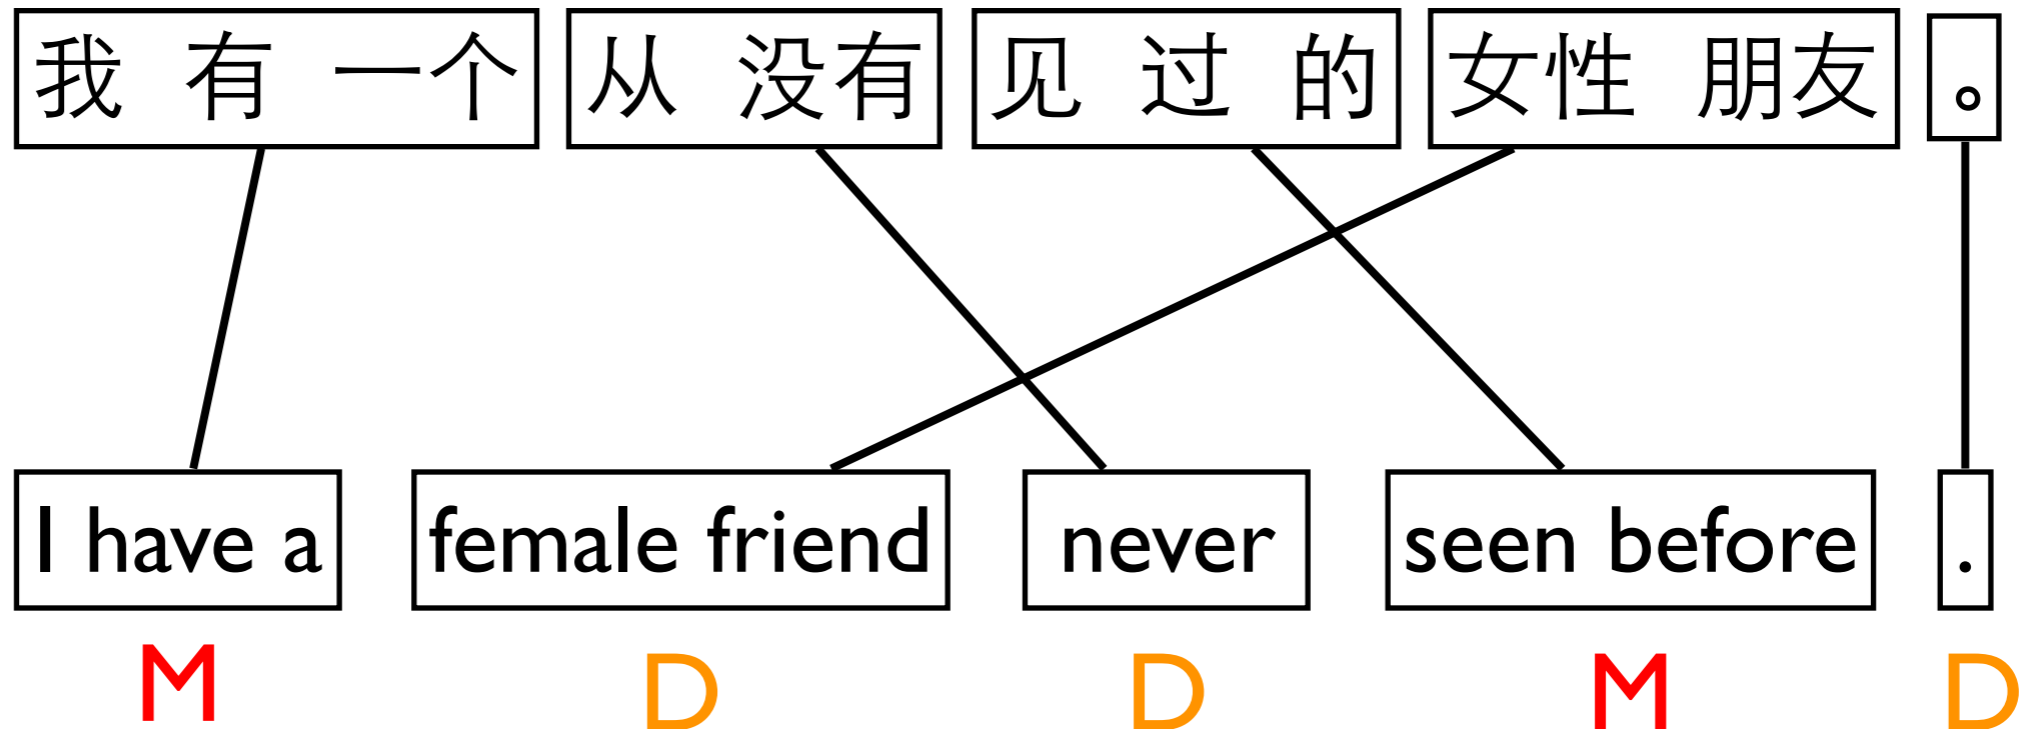 我 有 一个 从 没有 见 过 的 女性 朋友 。
I have a female friend never seen before .
M D D M D